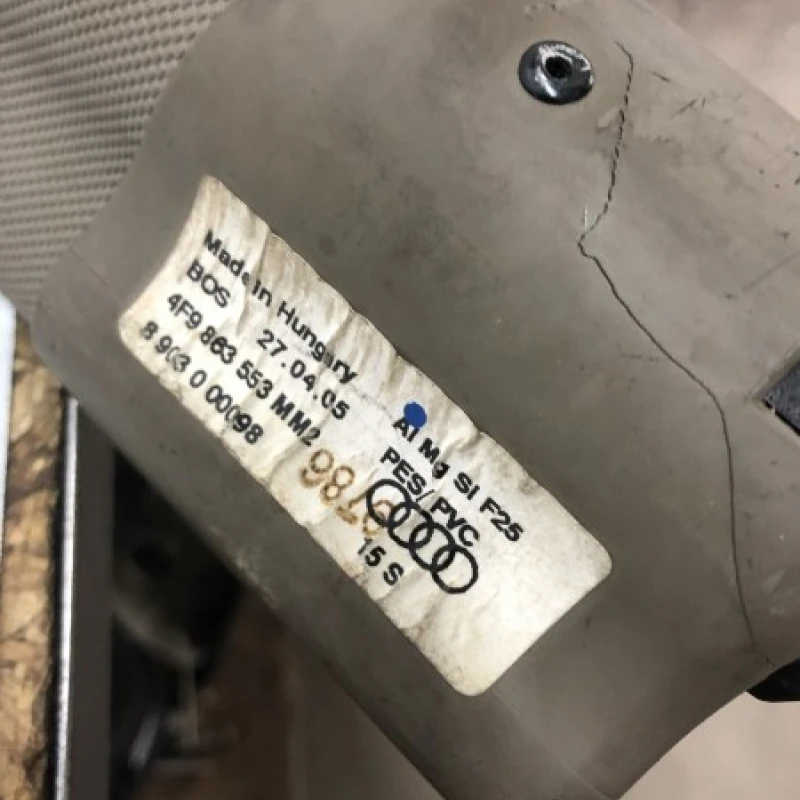 Made in Hungary
BOS 27.04.05
4F9 863 553 MM2
8 903 0 00098
Al Mg SI F25
PES/PVC
15 S